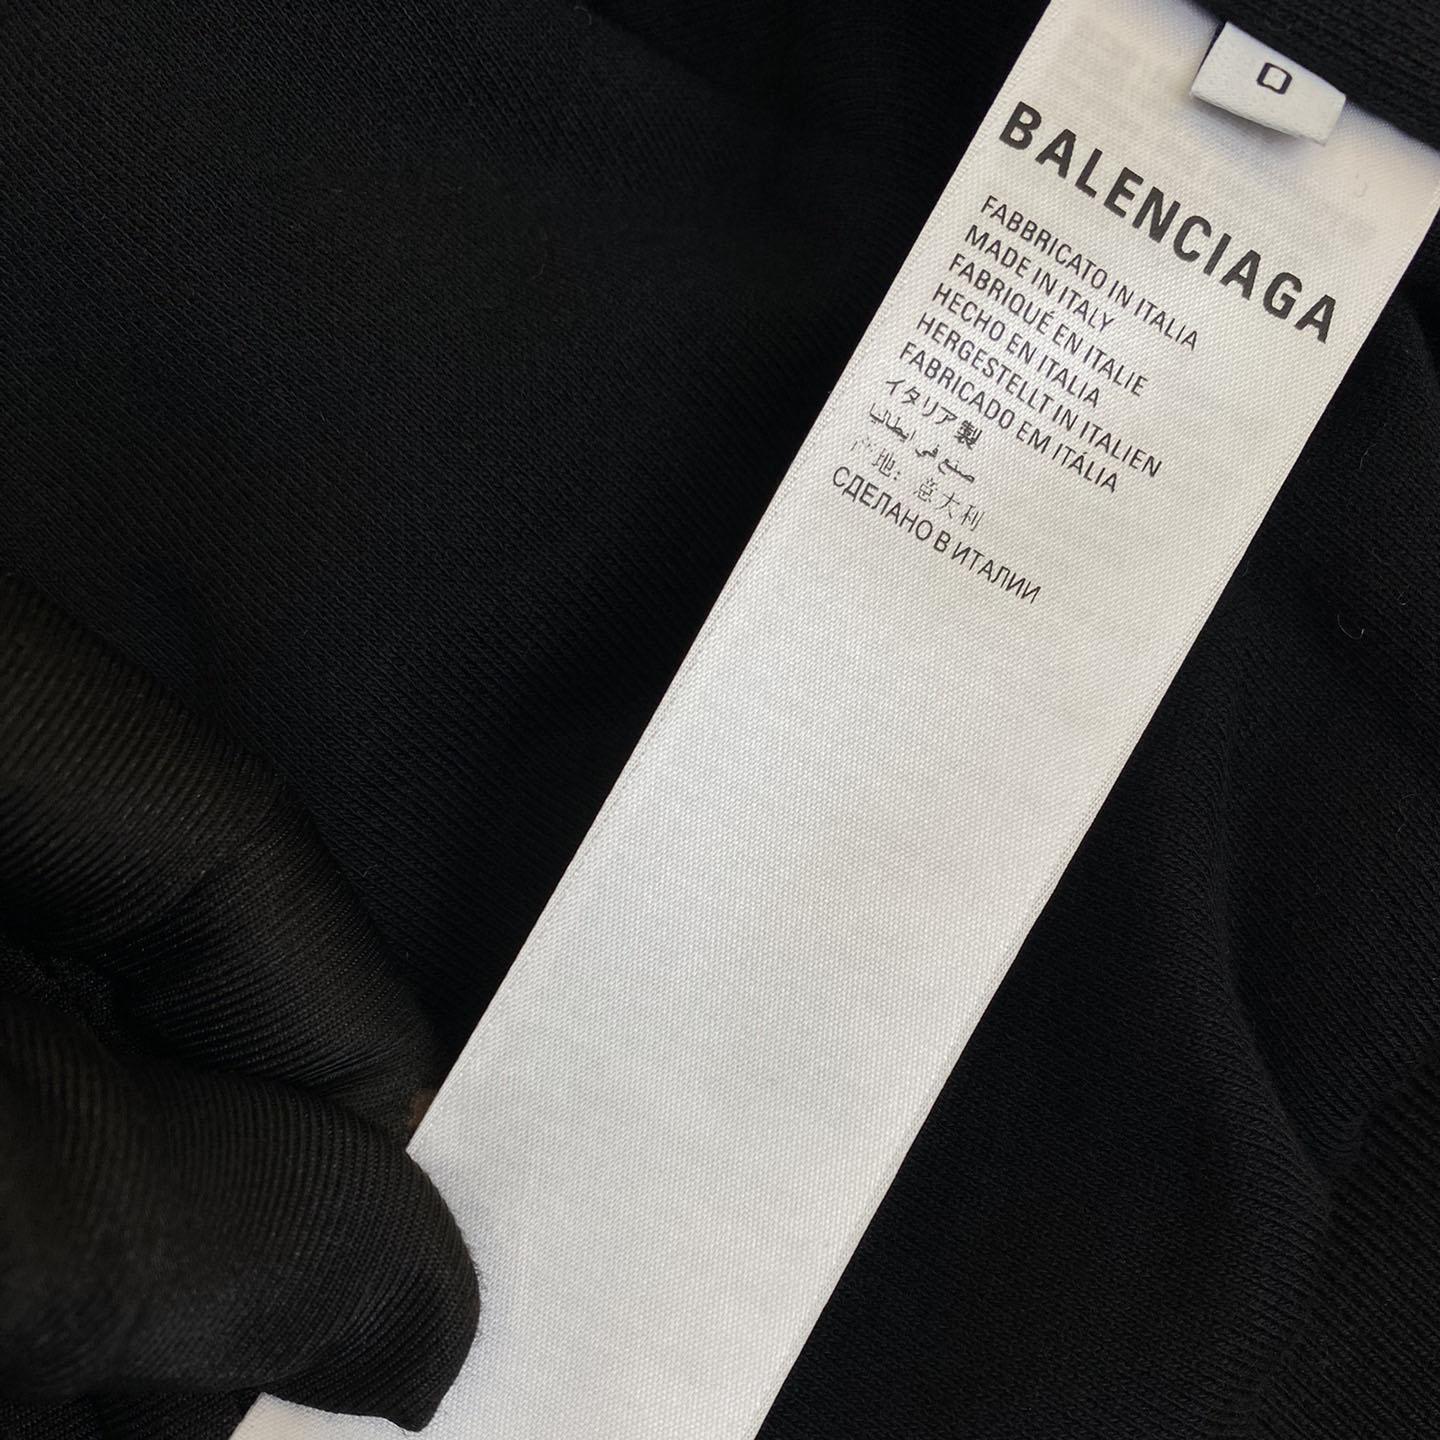 0
BALENCIAGA
FABBRICATO IN ITALIA
MADE IN ITALY
FABRIQUÉ EN ITALIE
HECHO EN ITALIA
HERGESTELLT IN ITALIEN
FABRICADO EM ITÁLIA
イタリア製
صنع في إيطاليا
产地: 意大利
СДЕЛАНО В ИТАЛИИ